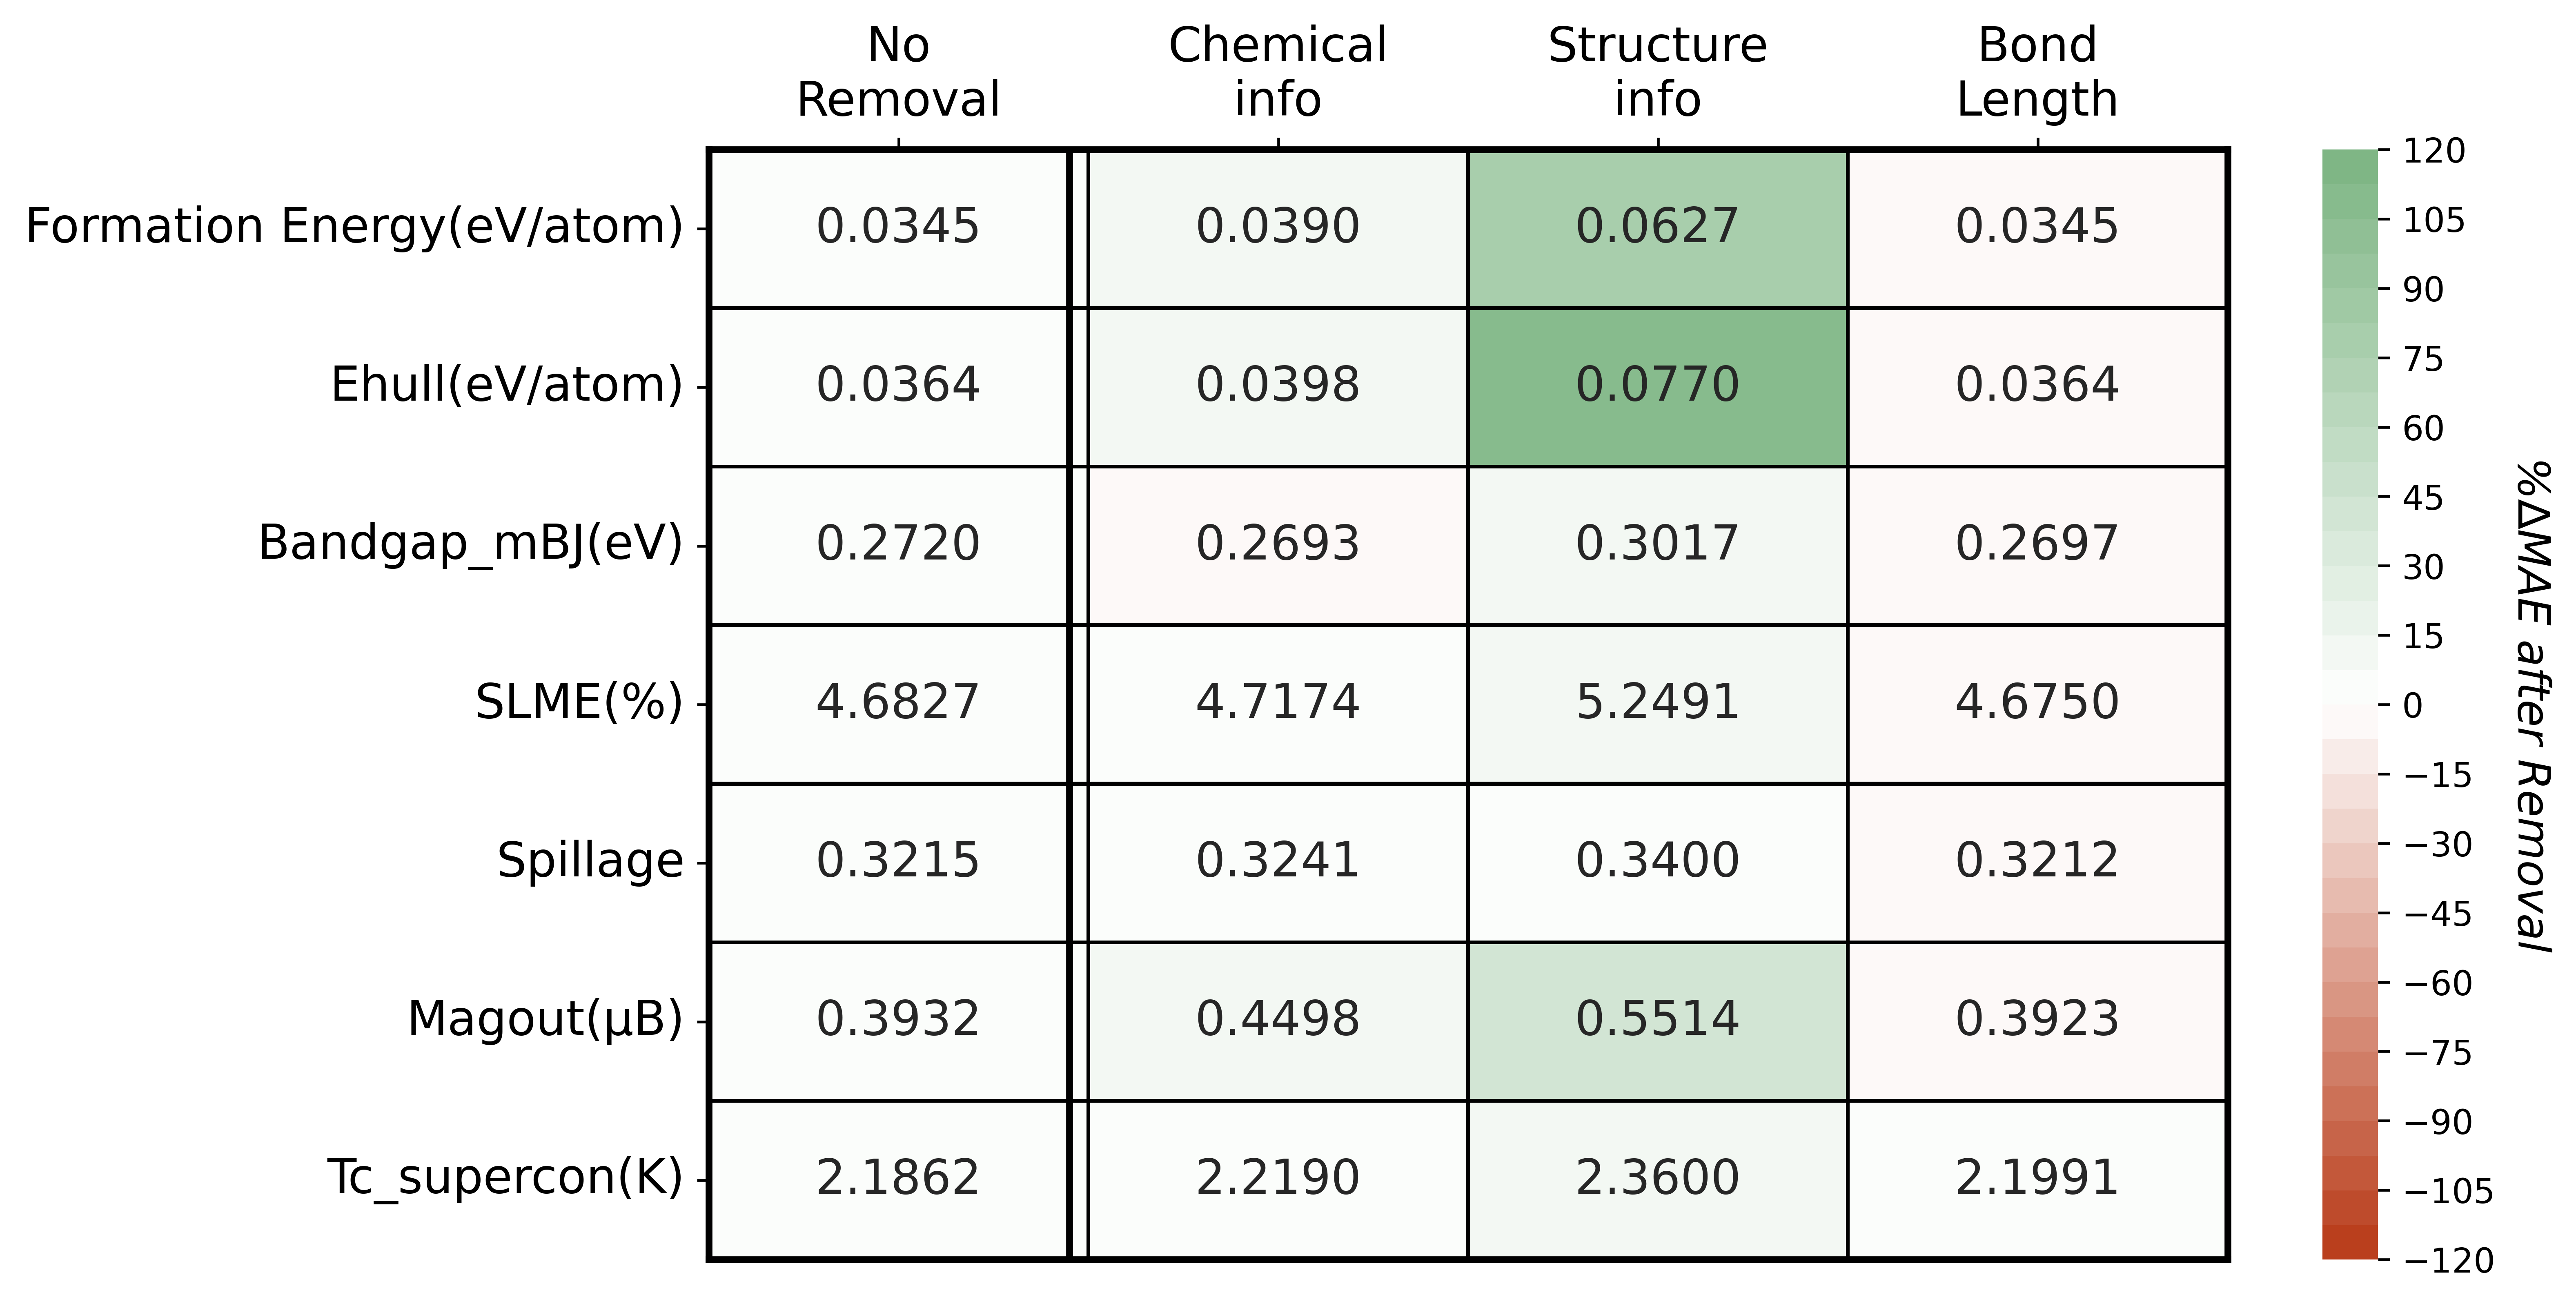 No Removal
Chemical info
Structure info
Bond Length
Formation Energy(eV/atom) 0.0345 0.0390 0.0627 0.0345
Ehull(eV/atom) 0.0364 0.0398 0.0770 0.0364
Bandgap_mBJ(eV) 0.2720 0.2693 0.3017 0.2697
SLME(%) 4.6827 4.7174 5.2491 4.6750
Spillage 0.3215 0.3241 0.3400 0.3212
Magout(μB) 0.3932 0.4498 0.5514 0.3923
Tc_supercon(K) 2.1862 2.2190 2.3600 2.1991
120
105
90
75
60
45
30
15
0
−15
−30
−45
−60
−75
−90
−105
−120
%ΔMAE after Removal